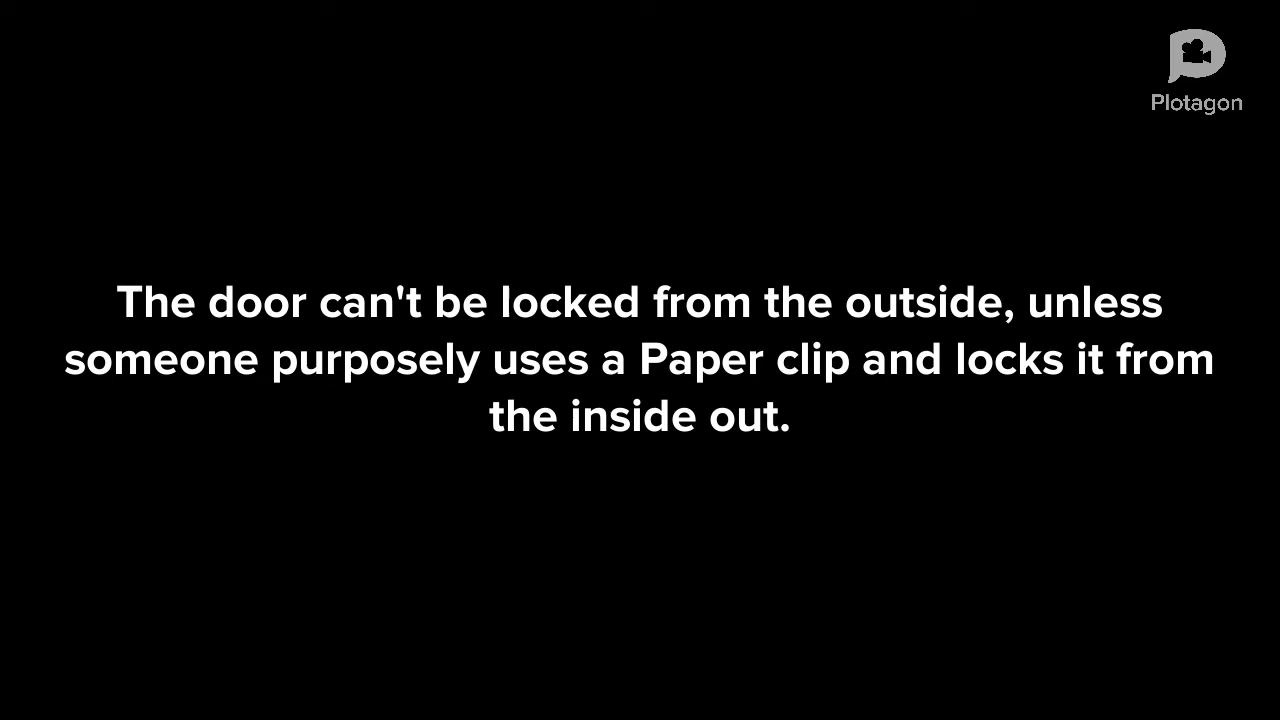 Plotagon
The door can't be locked from the outside, unless
someone purposely uses a Paper clip and locks it from
the inside out.